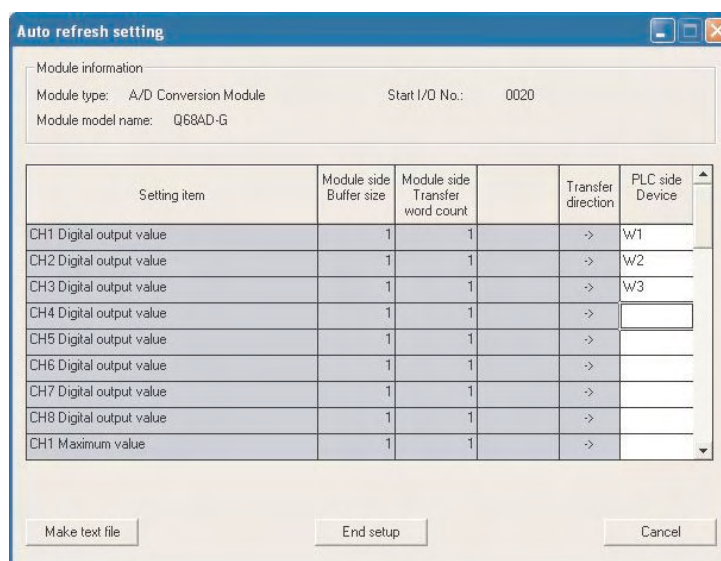 Auto refresh setting
Module information
Module type: A/D Conversion Module Start I/O No.: 0020
Module model name: Q68AD-G
Setting item Module side Buffer size Module side Transfer word count Transfer direction PLC side Device
CH1 Digital output value 1 1 -> W1
CH2 Digital output value 1 1 -> W2
CH3 Digital output value 1 1 -> W3
CH4 Digital output value 1 1 ->
CH5 Digital output value 1 1 ->
CH6 Digital output value 1 1 ->
CH7 Digital output value 1 1 ->
CH8 Digital output value 1 1 ->
CH1 Maximum value 1 1 ->
Make text file End setup Cancel